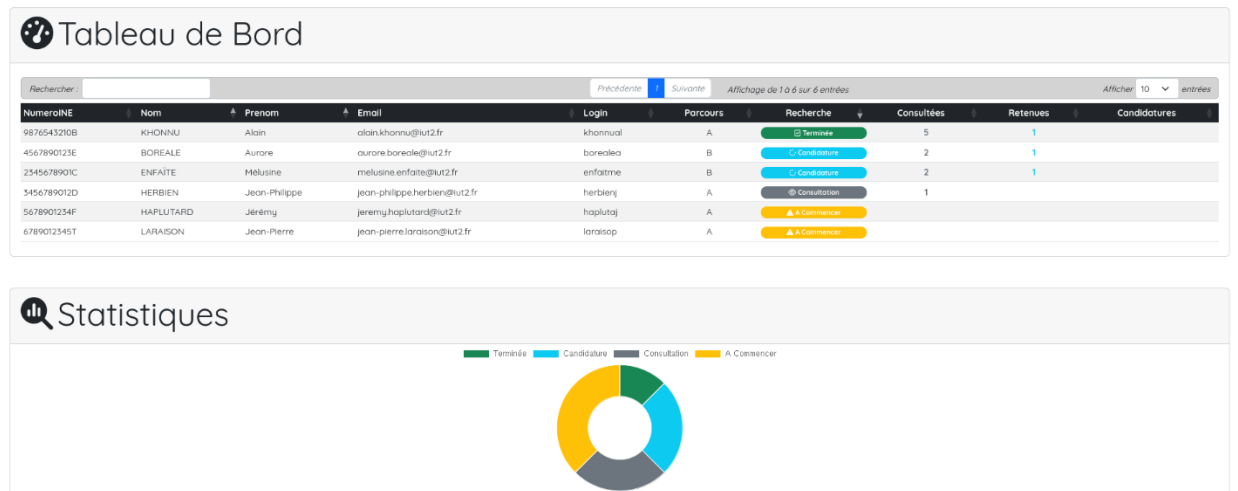 Tableau de Bord
Rechercher : Précédente 1 Suivante Affichage de 1 à 6 sur 6 entrées Afficher 10 entrées
NumeroINE Nom Prenom Email Login Parcours Recherche Consultées Retenues Candidatures
9876543210B KHONNU Alain alain.khonnu@iut2.fr khonnual A Terminée 5 1
4567890123E BOREALE Aurore aurore.boreale@iut2.fr borealea B Candidature 2 1
2345678901C ENFAÏTE Mélusine melusine.enfaite@iut2.fr enfaitme B Candidature 2 1
3456789012D HERBIEN Jean-Philippe jean-philippe.herbien@iut2.fr herbienj A Consultation 1
5678901234F HAPLUTARD Jérémy jeremy.haplutard@iut2.fr haplutaj A A Commencer
6789012345T LARAISON Jean-Pierre jean-pierre.laraison@iut2.fr laraisop A A Commencer
Statistiques
Terminée Candidature Consultation A Commencer